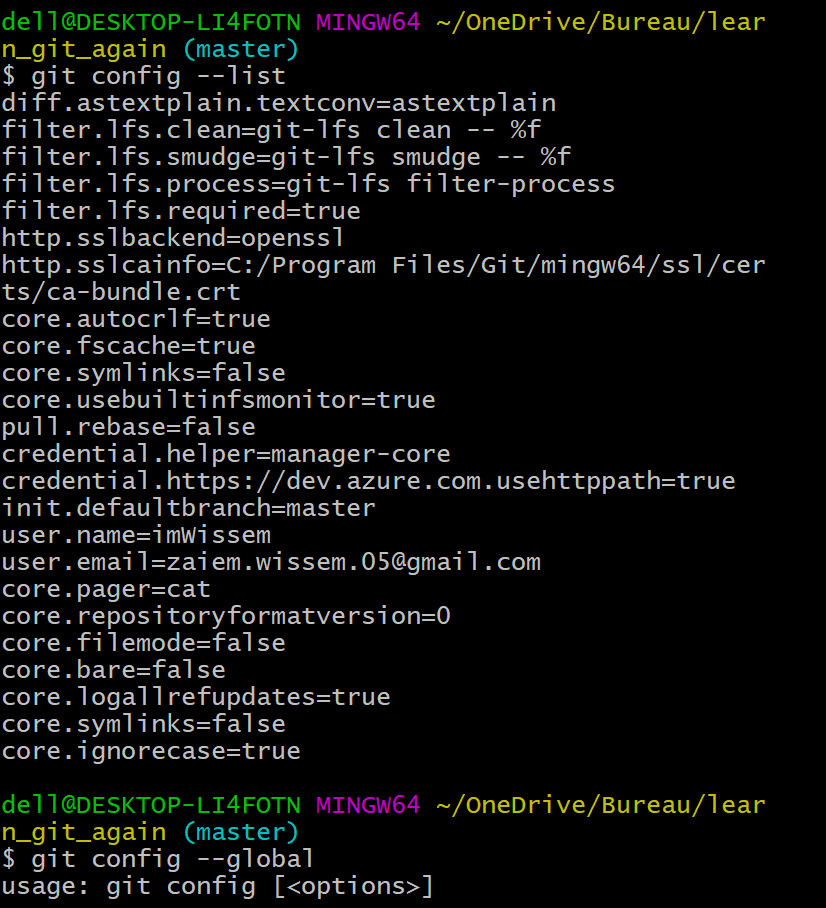 dell@DESKTOP-LI4FOTN MINGW64 ~/OneDrive/Bureau/lear
n_git_again (master)
$ git config --list
diff.astextplain.textconv=astextplain
filter.lfs.clean=git-lfs clean -- %f
filter.lfs.smudge=git-lfs smudge -- %f
filter.lfs.process=git-lfs filter-process
filter.lfs.required=true
http.sslbackend=openssl
http.sslcainfo=C:/Program Files/Git/mingw64/ssl/cer
ts/ca-bundle.crt
core.autocrlf=true
core.fscache=true
core.symlinks=false
core.usebuiltinfsmonitor=true
pull.rebase=false
credential.helper=manager-core
credential.https://dev.azure.com.usehttppath=true
init.defaultbranch=master
user.name=imWissem
user.email=zaiem.wissem.05@gmail.com
core.pager=cat
core.repositoryformatversion=0
core.filemode=false
core.bare=false
core.logallrefupdates=true
core.symlinks=false
core.ignorecase=true
dell@DESKTOP-LI4FOTN MINGW64 ~/OneDrive/Bureau/lear
n_git_again (master)
$ git config --global
usage: git config [<options>]